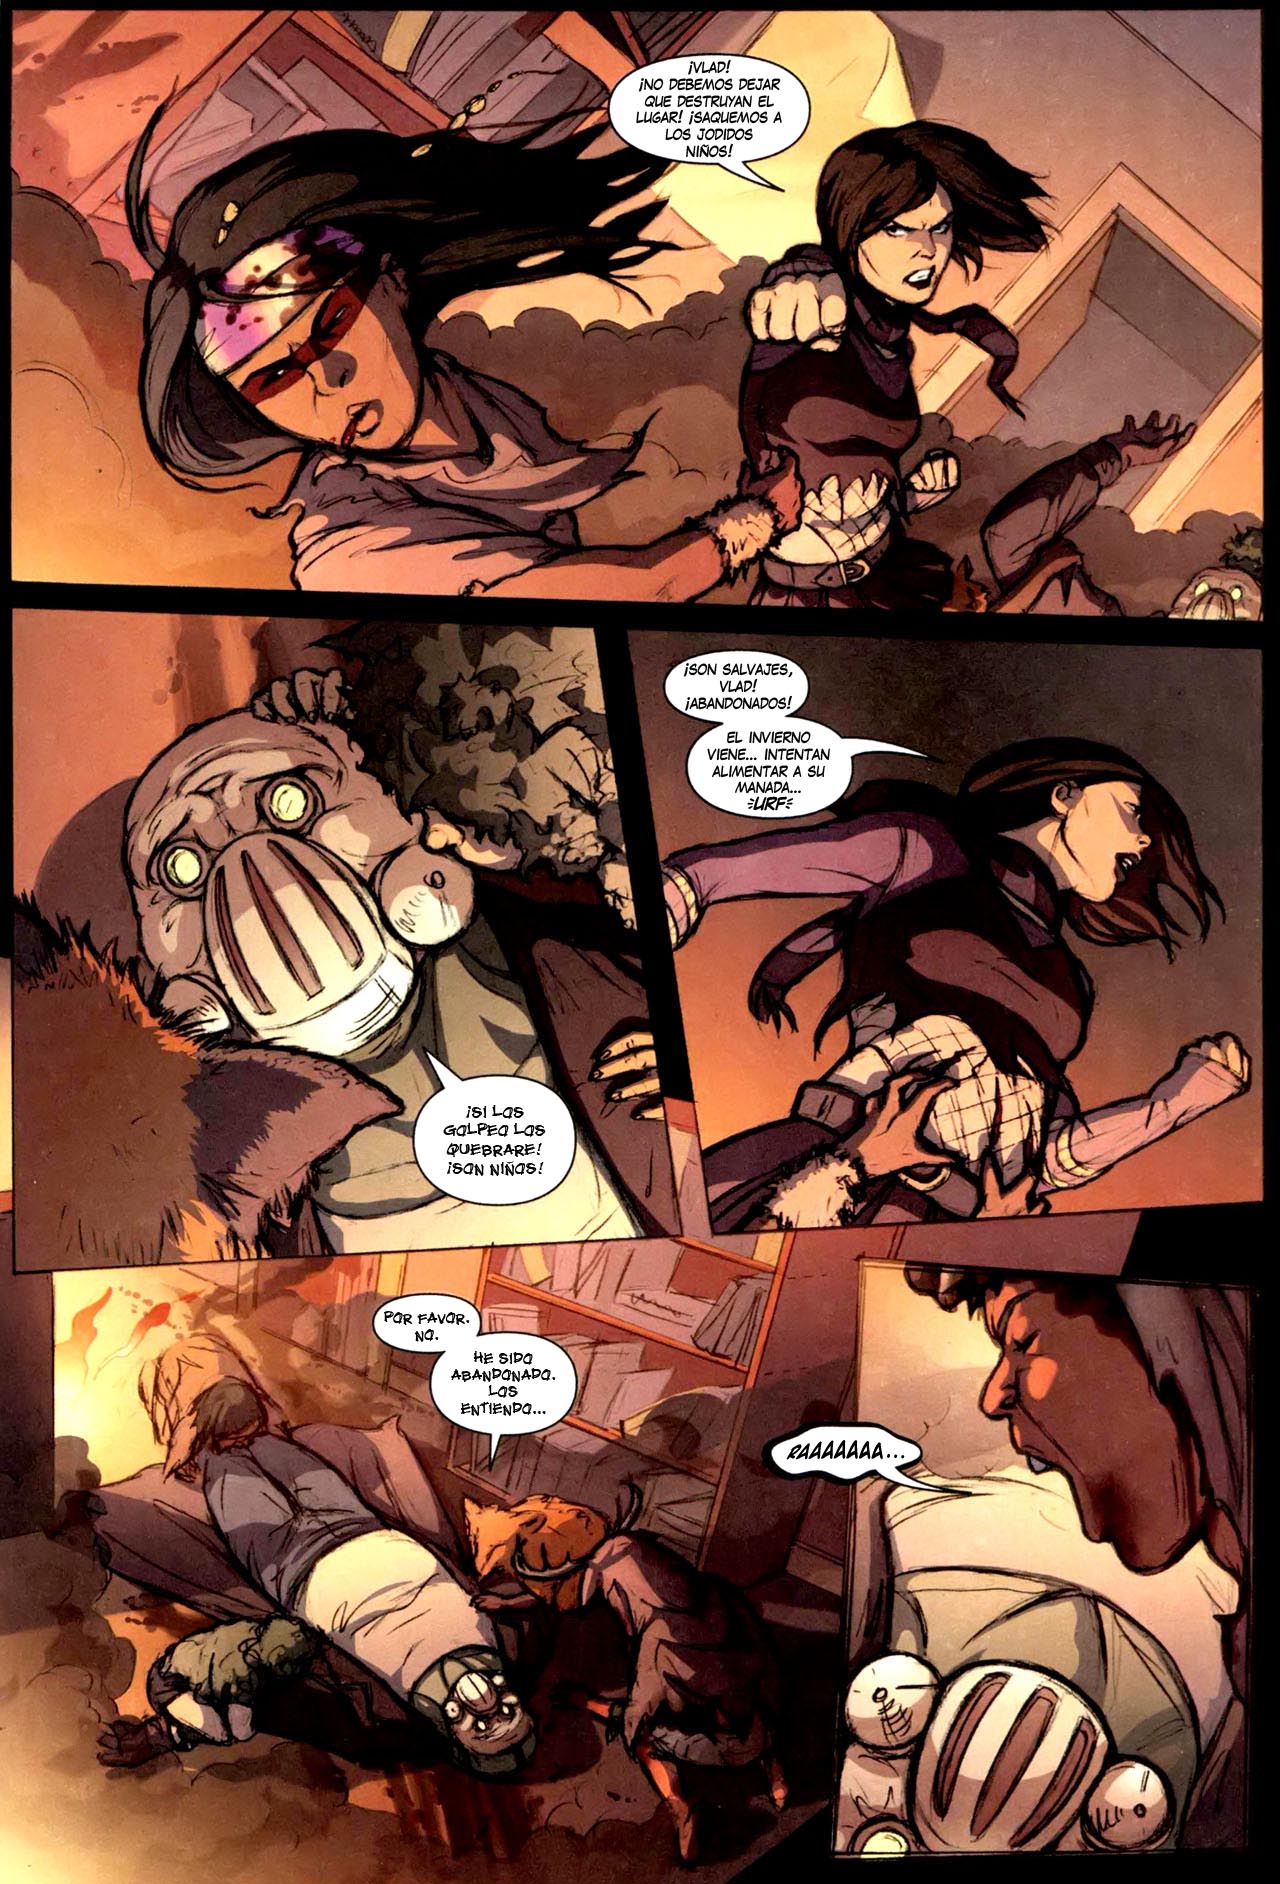 ¡VLAD!
¡NO DEBEMOS DEJAR
QUE DESTRUYAN EL
LUGAR! ¡SAQUEMOS A
LOS JODIDOS
NIÑOS!
¡SI LOS
GOLPEO LOS
QUEBRARE!
¡SON NIÑOS!
¡SON SALVAJES,
VLAD!
¡ABANDONADOS!
EL INVIERNO
VIENE... INTENTAN
ALIMENTAR A SU
MANADA...
URF
POR FAVOR.
NO.
HE SIDO
ABANDONADO.
LOS
ENTIENDO...
RAAAAAAA...